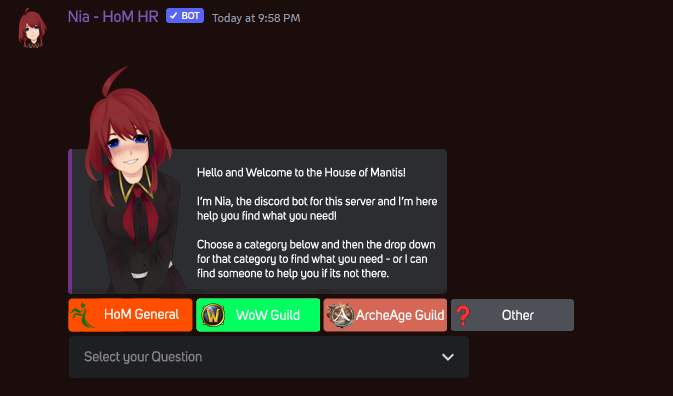 Nia - HoM HR ✓ BOT Today at 9:58 PM
Hello and Welcome to the House of Mantis!
I'm Nia, the discord bot for this server and I'm here
help you find what you need!
Choose a category below and then the drop down
for that category to find what you need - or I can
find someone to help you if its not there.
HoM General WoW Guild ArcheAge Guild ? Other
Select your Question